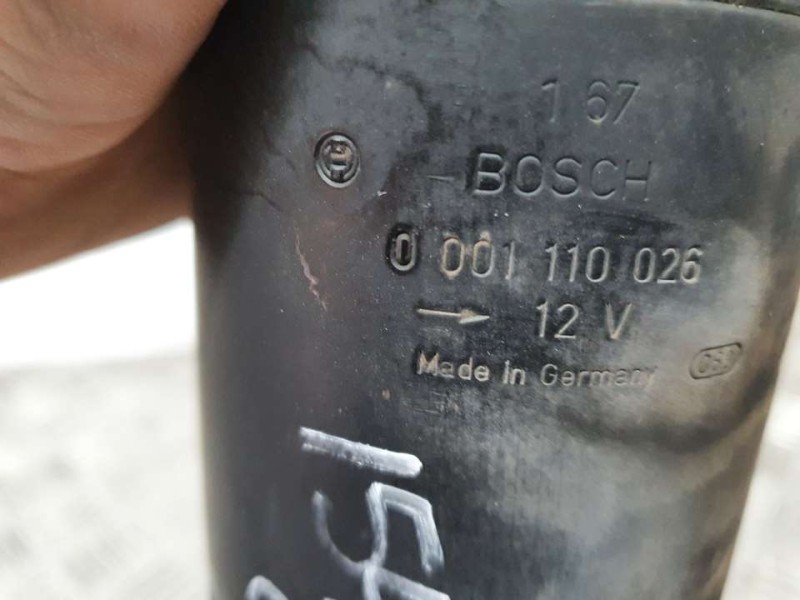 1 67
BOSCH
0 001 110 026
→ 12 V
Made in Germany